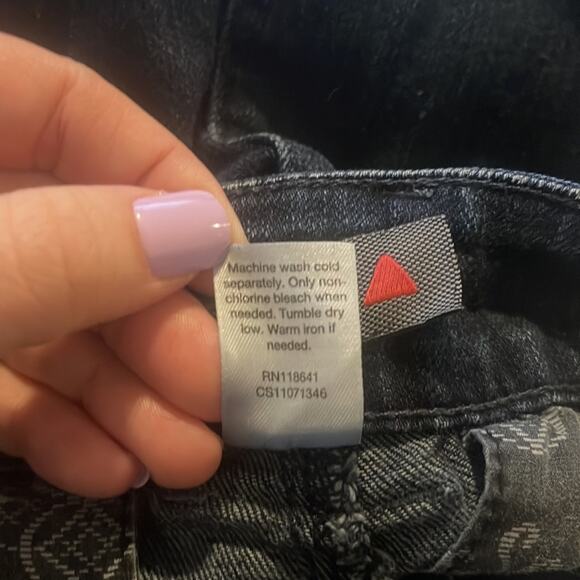 Machine wash cold
separately. Only non-
chlorine bleach when
needed. Tumble dry
low. Warm iron if
needed.
RN118641
CS11071346